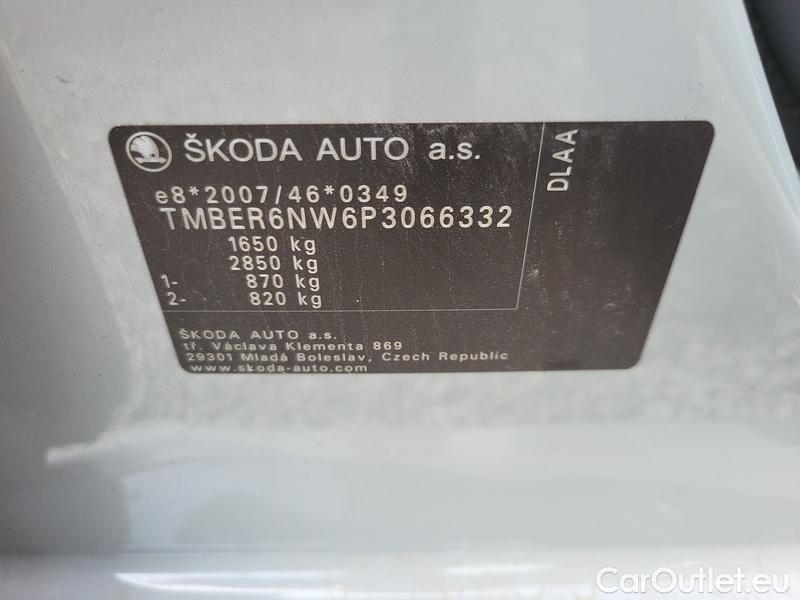 ŠKODA AUTO a.s.
DLAA
e8*2007/46*0349
TMBER6NW6P3066332
1650 kg
2850 kg
1- 870 kg
2- 820 kg
ŠKODA AUTO a.s.
tř. Václava Klementa 869
29301 Mladá Boleslav, Czech Republic
www.skoda-auto.com
CarOutlet.eu